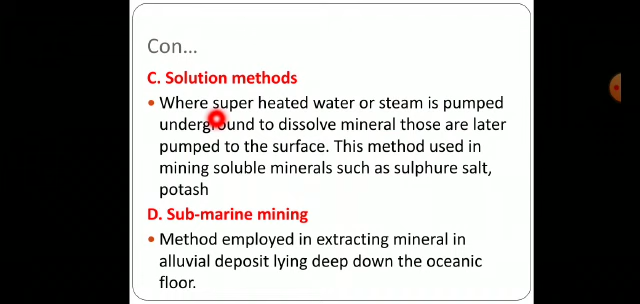 Con...
C. Solution methods
• Where super heated water or steam is pumped
underground to dissolve mineral those are later
pumped to the surface. This method used in
mining soluble minerals such as sulphure salt,
potash
D. Sub-marine mining
• Method employed in extracting mineral in
alluvial deposit lying deep down the oceanic
floor.